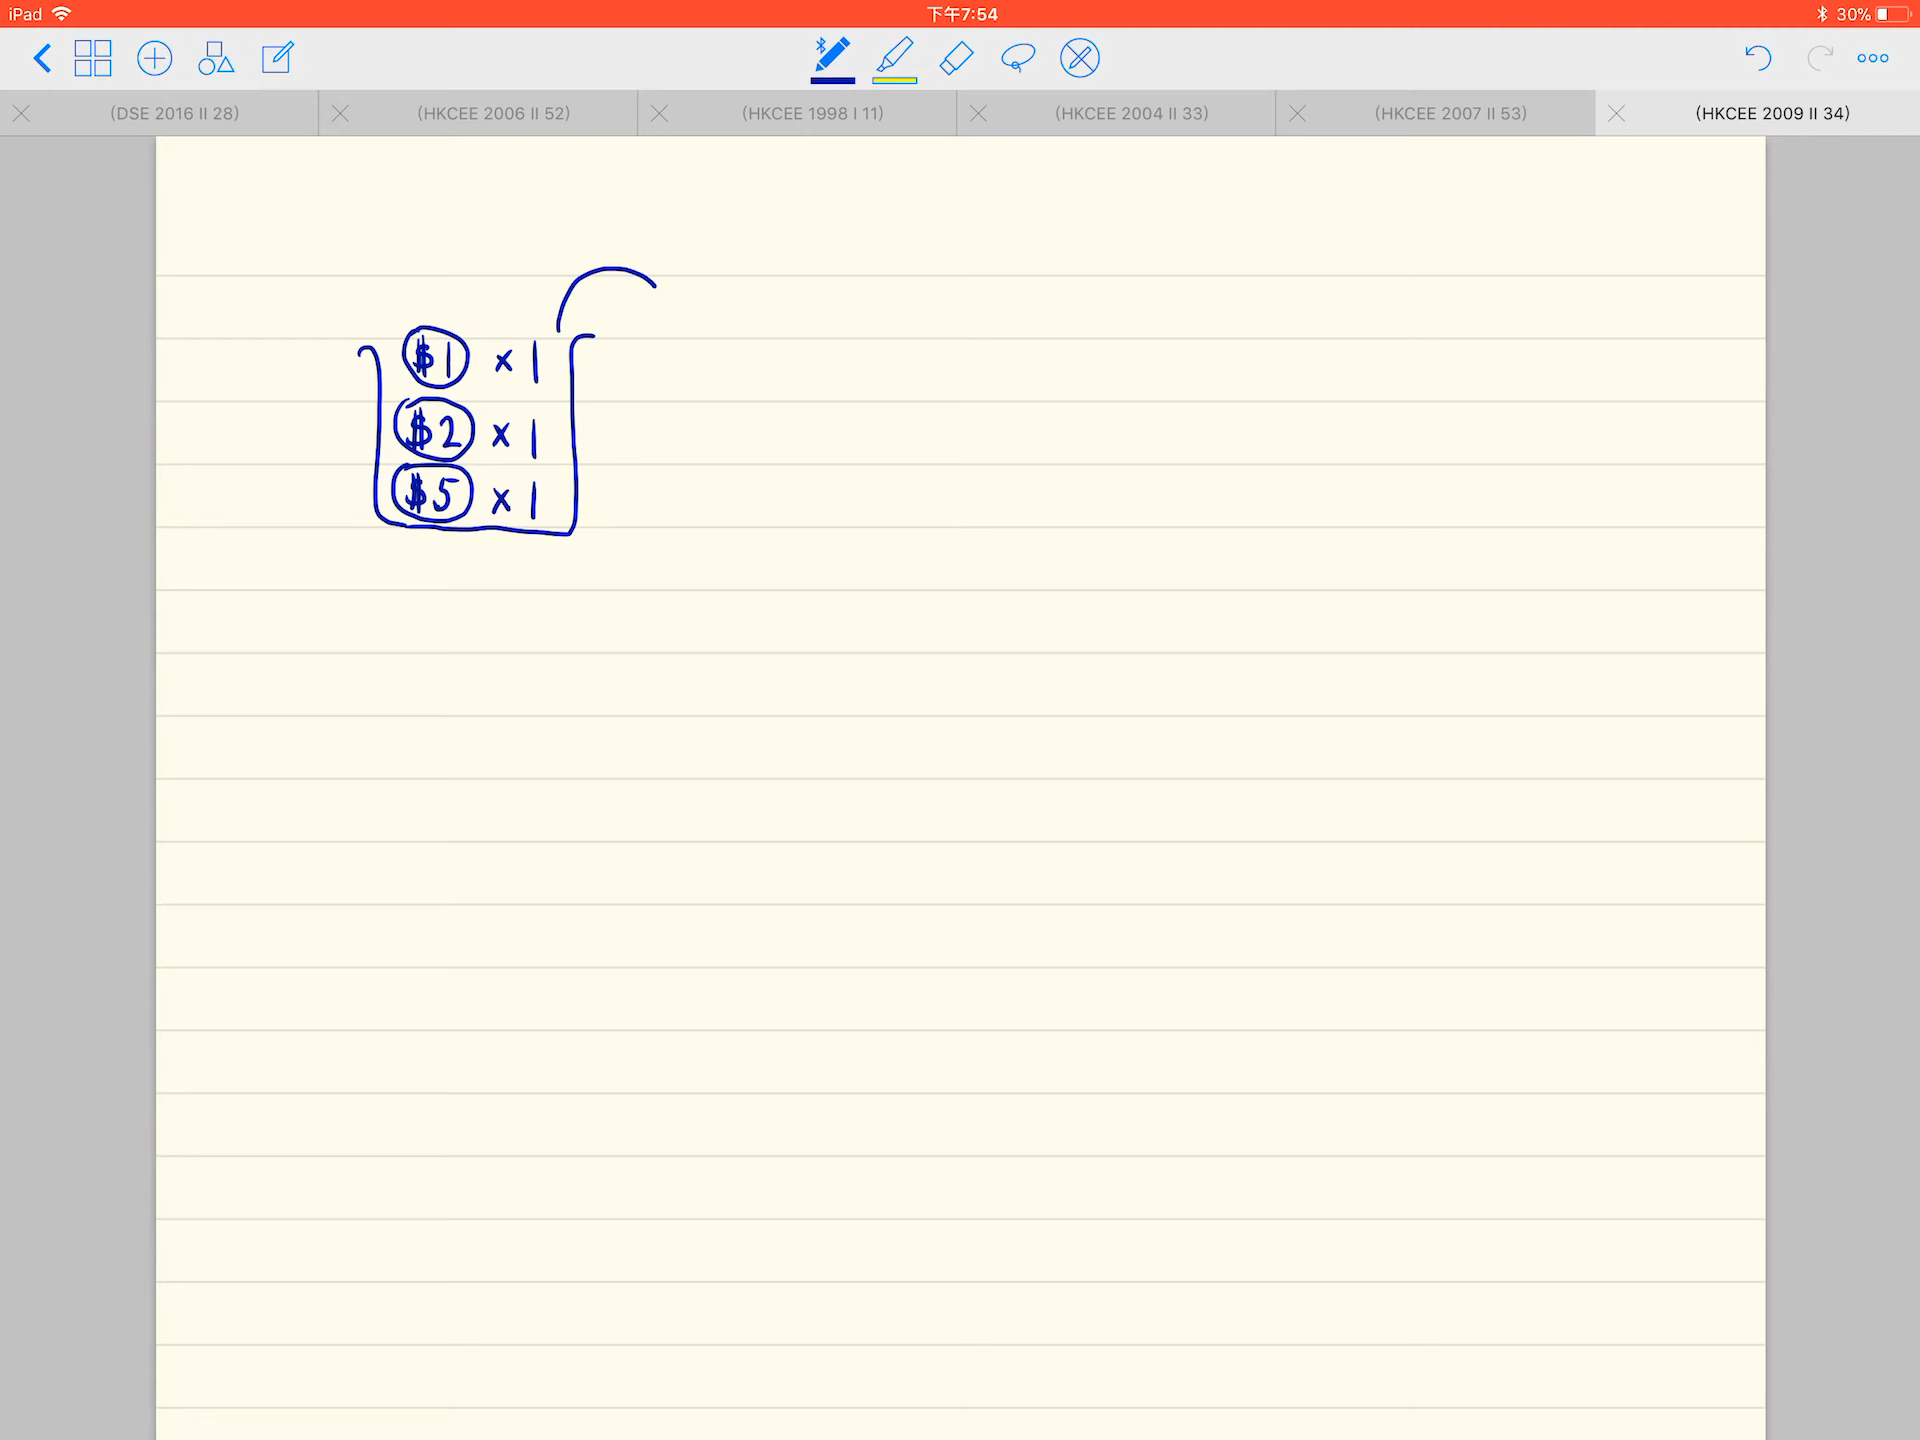 iPad 下午7:54 30%
(DSE 2016 II 28) (HKCEE 2006 II 52) (HKCEE 1998 I 11) (HKCEE 2004 II 33) (HKCEE 2007 II 53) (HKCEE 2009 II 34)
$1 × 1
$2 × 1
$5 × 1